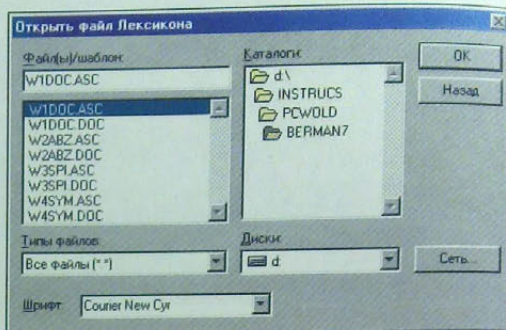 Открыть файл Лексикона
Файл(ы)/шаблон:
W1DOC.ASC
W1DOC.ASC
W1DOC.DOC
W2ABZ.ASC
W2ABZ.DOC
W3SPI.ASC
W3SPI.DOC
W4SYM.ASC
W4SYM.DOC
Каталоги:
d:\
INSTRUCS
PCWOLD
BERMAN7
OK
Назад
Типы файлов:
Все файлы (*.*)
Диски:
d:
Сеть...
Шрифт:
Courier New Cyr